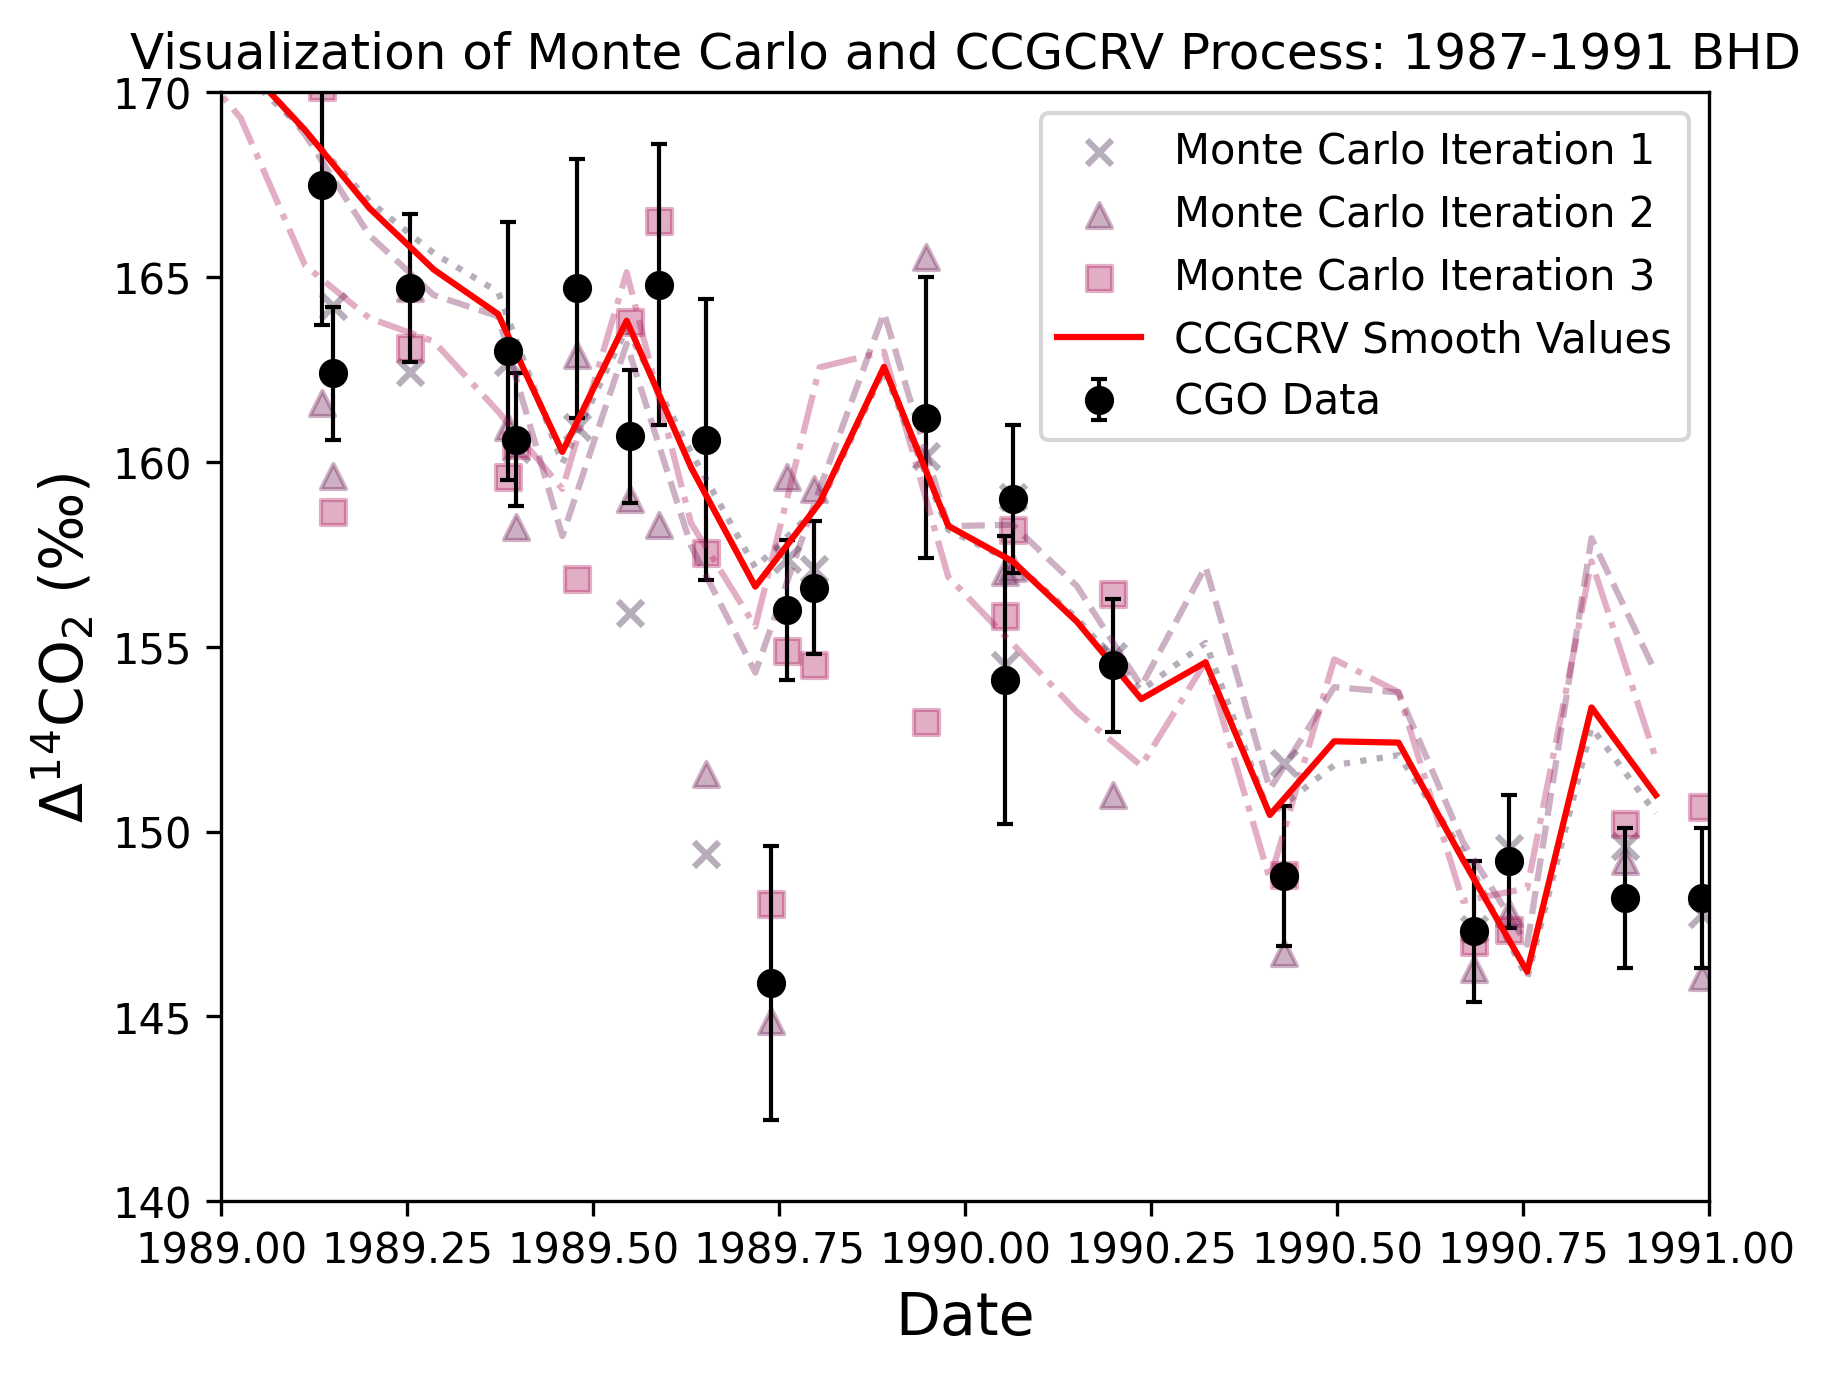 Visualization of Monte Carlo and CCGCRV Process: 1987-1991 BHD
Monte Carlo Iteration 1
Monte Carlo Iteration 2
Monte Carlo Iteration 3
CCGCRV Smooth Values
CGO Data
Δ¹⁴CO₂ (‰)
170
165
160
155
150
145
140
1989.00 1989.25 1989.50 1989.75 1990.00 1990.25 1990.50 1990.75 1991.00
Date